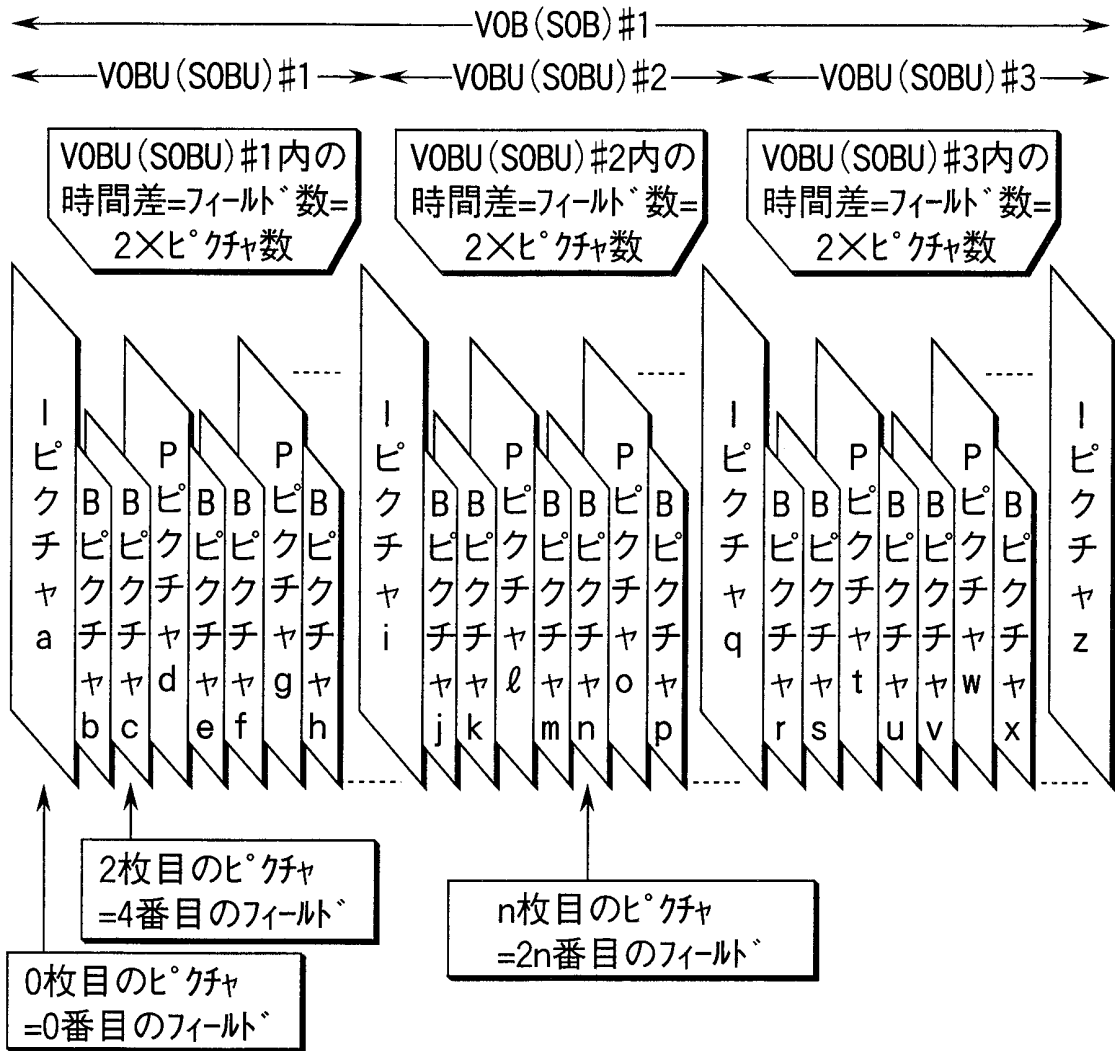 VOB(SOB)#1
VOBU(SOBU)#1
VOBU(SOBU)#2
VOBU(SOBU)#3
VOBU(SOBU)#1内の
時間差=ﾌｨｰﾙﾄﾞ数=
2×ﾋﾟｸﾁｬ数
VOBU(SOBU)#2内の
時間差=ﾌｨｰﾙﾄﾞ数=
2×ﾋﾟｸﾁｬ数
VOBU(SOBU)#3内の
時間差=ﾌｨｰﾙﾄﾞ数=
2×ﾋﾟｸﾁｬ数
Iピクチャa
Bピクチャb
Bピクチャc
Pピクチャd
Bピクチャe
Bピクチャf
Pピクチャg
Bピクチャh
Iピクチャi
Bピクチャj
Bピクチャk
Pピクチャℓ
Bピクチャm
Bピクチャn
Pピクチャo
Bピクチャp
Iピクチャq
Bピクチャr
Bピクチャs
Pピクチャt
Bピクチャu
Bピクチャv
Pピクチャw
Bピクチャx
Iピクチャz
2枚目のﾋﾟｸﾁｬ
=4番目のﾌｨｰﾙﾄﾞ
n枚目のﾋﾟｸﾁｬ
=2n番目のﾌｨｰﾙﾄﾞ
0枚目のﾋﾟｸﾁｬ
=0番目のﾌｨｰﾙﾄﾞ